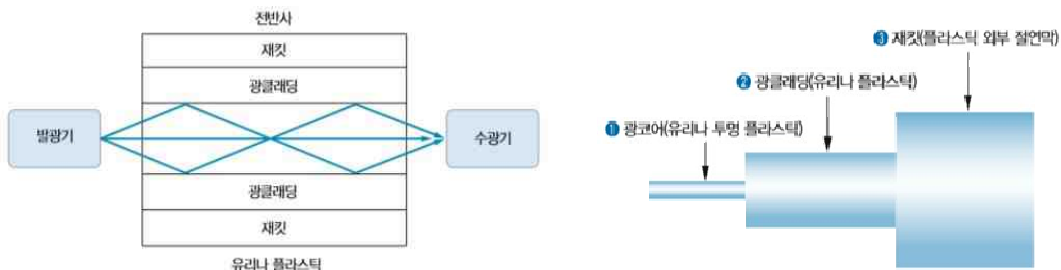 전반사
재킷
광클래딩
발광기
수광기
광클래딩
재킷
유리나 플라스틱
❸ 재킷(플라스틱 외부 절연막)
❷ 광클래딩(유리나 플라스틱)
❶ 광코어(유리나 투명 플라스틱)